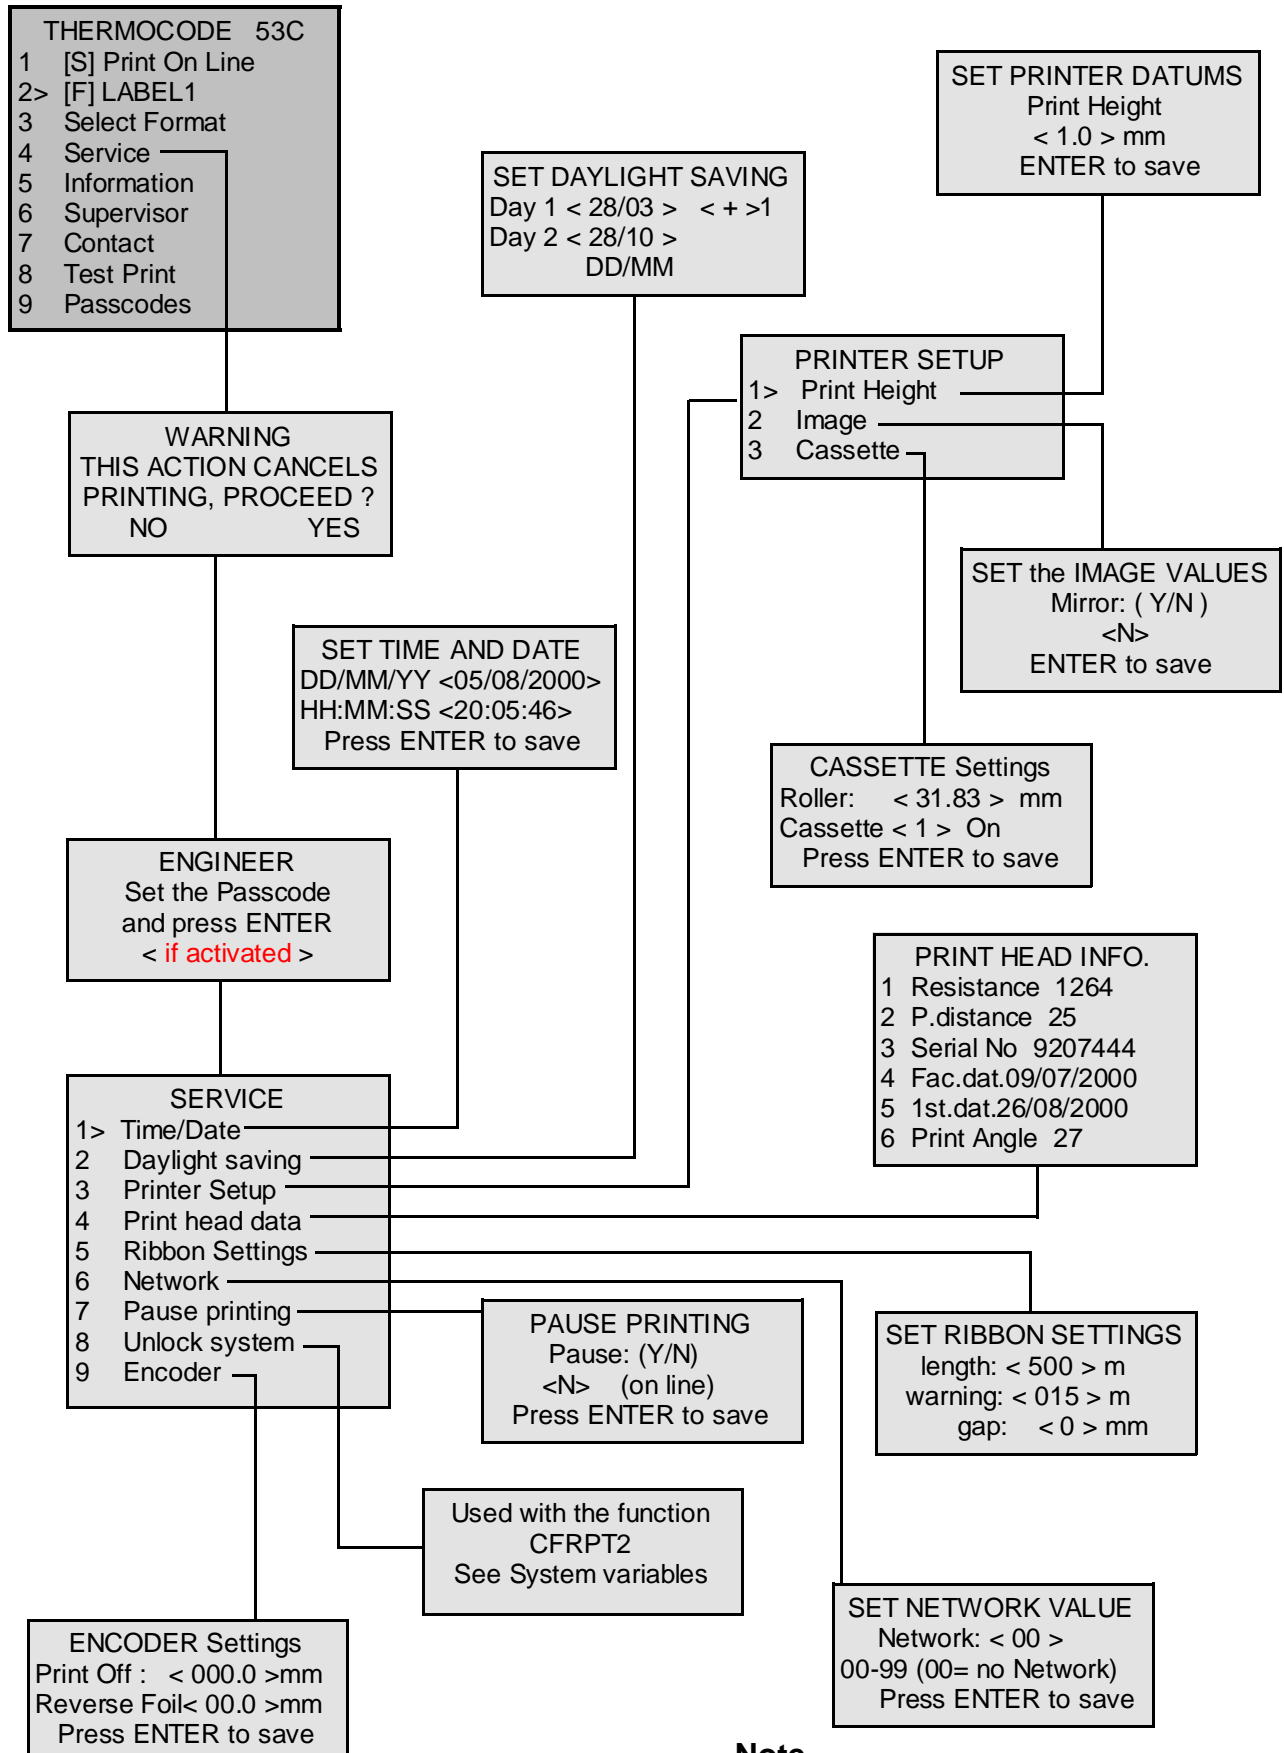 THERMOCODE 53C
1 [S] Print On Line
2> [F] LABEL1
3 Select Format
4 Service
5 Information
6 Supervisor
7 Contact
8 Test Print
9 Passcodes
SET PRINTER DATUMS
Print Height
< 1.0 > mm
ENTER to save
SET DAYLIGHT SAVING
Day 1 < 28/03 > < + >1
Day 2 < 28/10 >
DD/MM
PRINTER SETUP
1> Print Height
2 Image
3 Cassette
WARNING
THIS ACTION CANCELS
PRINTING, PROCEED ?
NO YES
SET the IMAGE VALUES
Mirror: ( Y/N )
<N>
ENTER to save
SET TIME AND DATE
DD/MM/YY <05/08/2000>
HH:MM:SS <20:05:46>
Press ENTER to save
CASSETTE Settings
Roller: < 31.83 > mm
Cassette < 1 > On
Press ENTER to save
ENGINEER
Set the Passcode
and press ENTER
< if activated >
PRINT HEAD INFO.
1 Resistance 1264
2 P.distance 25
3 Serial No 9207444
4 Fac.dat.09/07/2000
5 1st.dat.26/08/2000
6 Print Angle 27
SERVICE
1> Time/Date
2 Daylight saving
3 Printer Setup
4 Print head data
5 Ribbon Settings
6 Network
7 Pause printing
8 Unlock system
9 Encoder
PAUSE PRINTING
Pause: (Y/N)
<N> (on line)
Press ENTER to save
SET RIBBON SETTINGS
length: < 500 > m
warning: < 015 > m
gap: < 0 > mm
Used with the function
CFRPT2
See System variables
SET NETWORK VALUE
Network: < 00 >
00-99 (00= no Network)
Press ENTER to save
ENCODER Settings
Print Off : < 000.0 >mm
Reverse Foil< 00.0 >mm
Press ENTER to save
Note